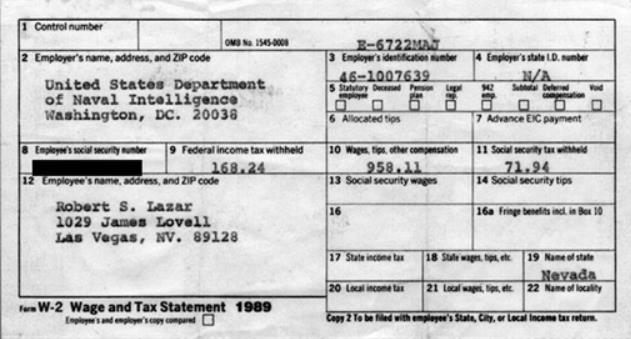 1 Control number
OMB No. 1545-0008
E-6722MAJ
2 Employer's name, address, and ZIP code
3 Employer's identification number
4 Employer's state I.D. number
United States Department
of Naval Intelligence
Washington, DC. 20038
46-1007639
N/A
5 Statutory employee Deceased Pension plan Legal rep. 942 emp. Subtotal Deferred compensation Void
6 Allocated tips
7 Advance EIC payment
8 Employee's social security number
9 Federal income tax withheld
10 Wages, tips, other compensation
11 Social security tax withheld
168.24
958.11
71.94
12 Employee's name, address, and ZIP code
13 Social security wages
14 Social security tips
Robert S. Lazar
1029 James Lovell
Las Vegas, NV. 89128
16
16a Fringe benefits incl. in Box 10
17 State income tax
18 State wages, tips, etc.
19 Name of state
Nevada
20 Local income tax
21 Local wages, tips, etc.
22 Name of locality
Form W-2 Wage and Tax Statement 1989
Employee's and employer's copy compared
Copy 2 To be filed with employee's State, City, or Local Income tax return.